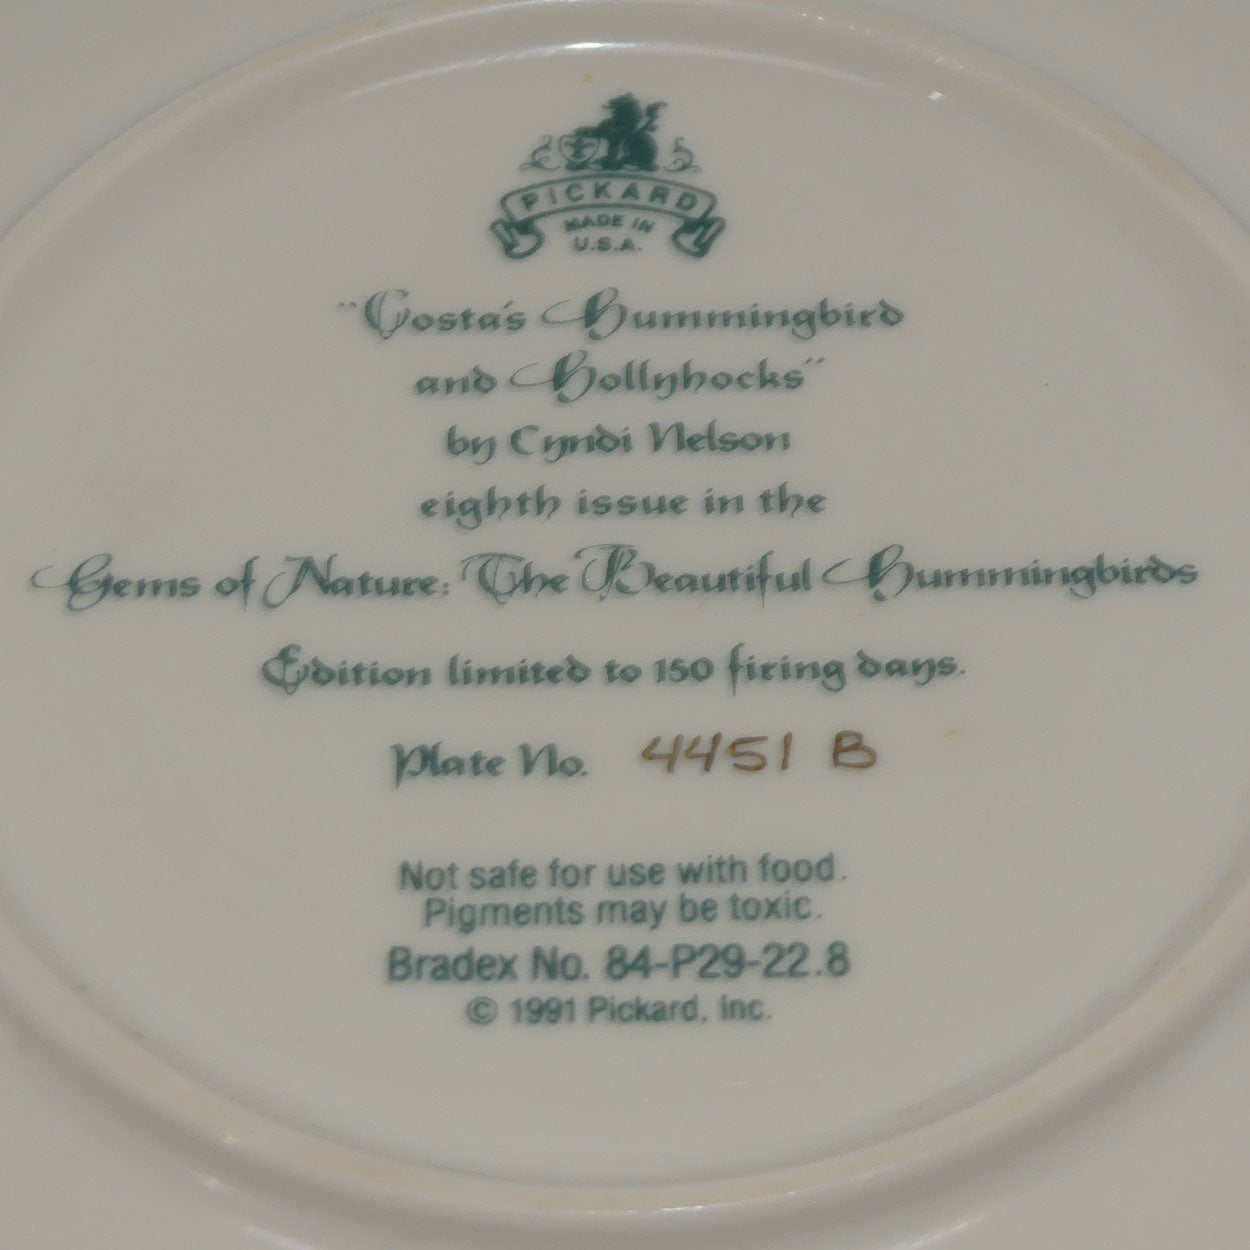 PICKARD
MADE IN
U.S.A.
"Costa's Hummingbird
and Hollyhocks"
by Cyndi Nelson
eighth issue in the
Gems of Nature: The Beautiful Hummingbirds
Edition limited to 150 firing days.
Plate No. 4451 B
Not safe for use with food.
Pigments may be toxic.
Bradex No. 84-P29-22.8
© 1991 Pickard, Inc.